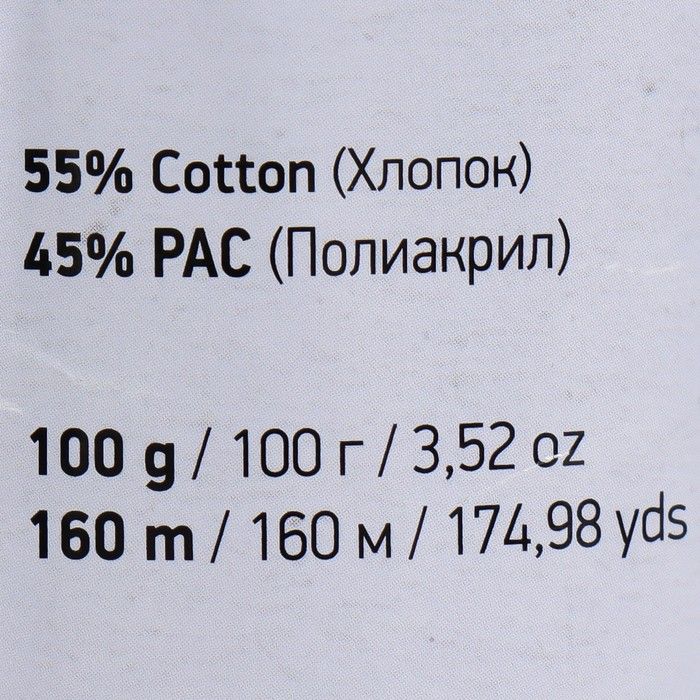 55% Cotton (Хлопок)
45% PAC (Полиакрил)
100 g / 100 г / 3,52 oz
160 m / 160 м / 174,98 yds